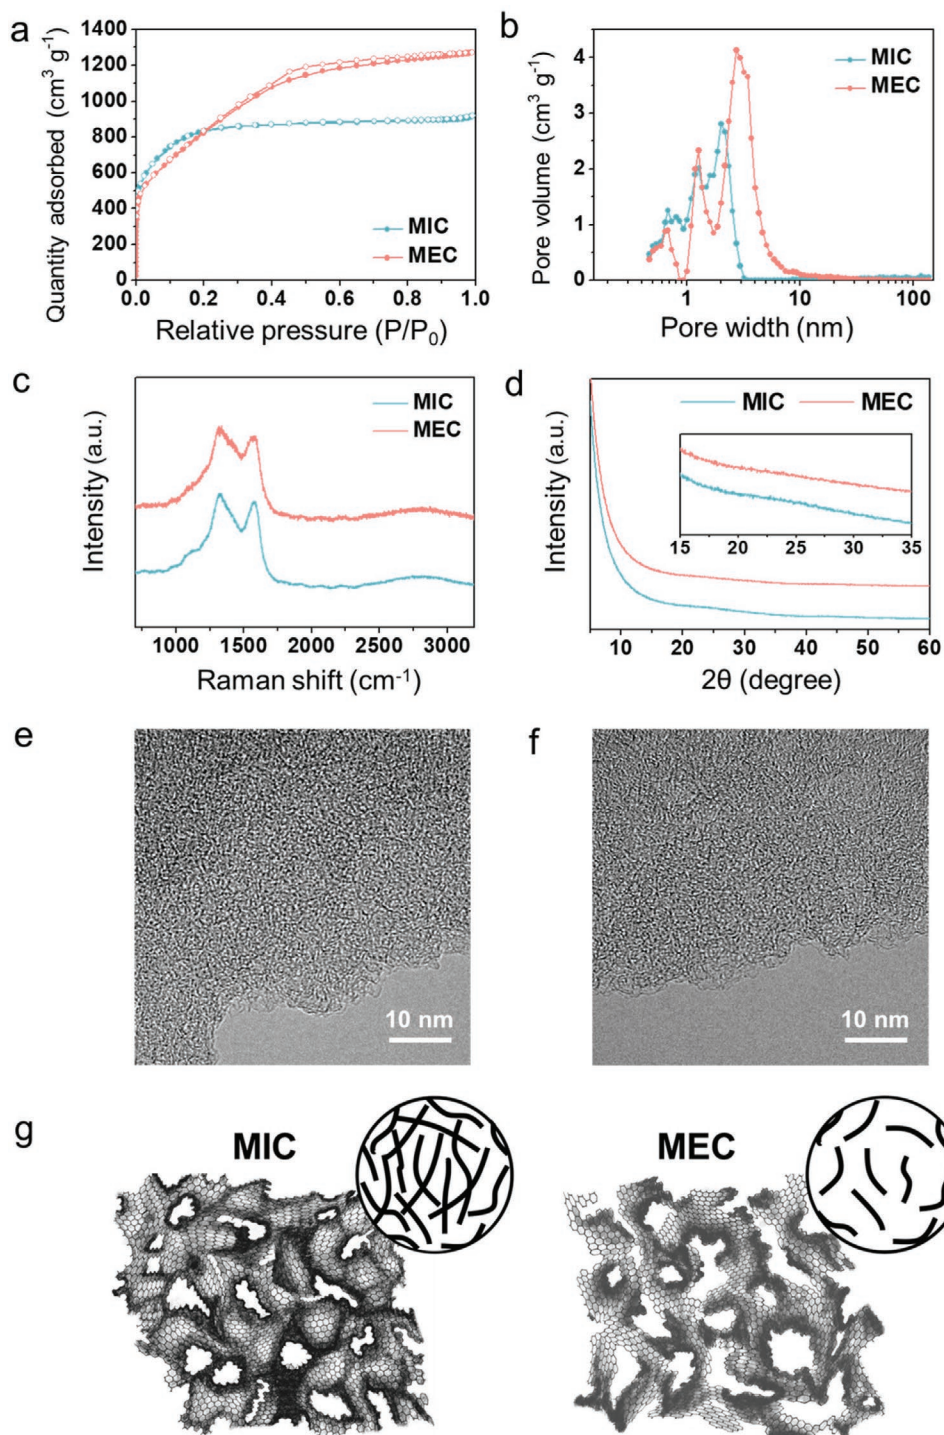 a
Quantity adsorbed (cm³ g⁻¹)
1400
1200
1000
800
600
400
200
0
MIC
MEC
0.0 0.2 0.4 0.6 0.8 1.0
Relative pressure (P/P₀)
b
Pore volume (cm³ g⁻¹)
4
3
2
1
0
MIC
MEC
1 10 100
Pore width (nm)
c
Intensity (a.u.)
MIC
MEC
1000 1500 2000 2500 3000
Raman shift (cm⁻¹)
d
Intensity (a.u.)
MIC MEC
15 20 25 30 35
10 20 30 40 50 60
2θ (degree)
e
10 nm
f
10 nm
g
MIC
MEC